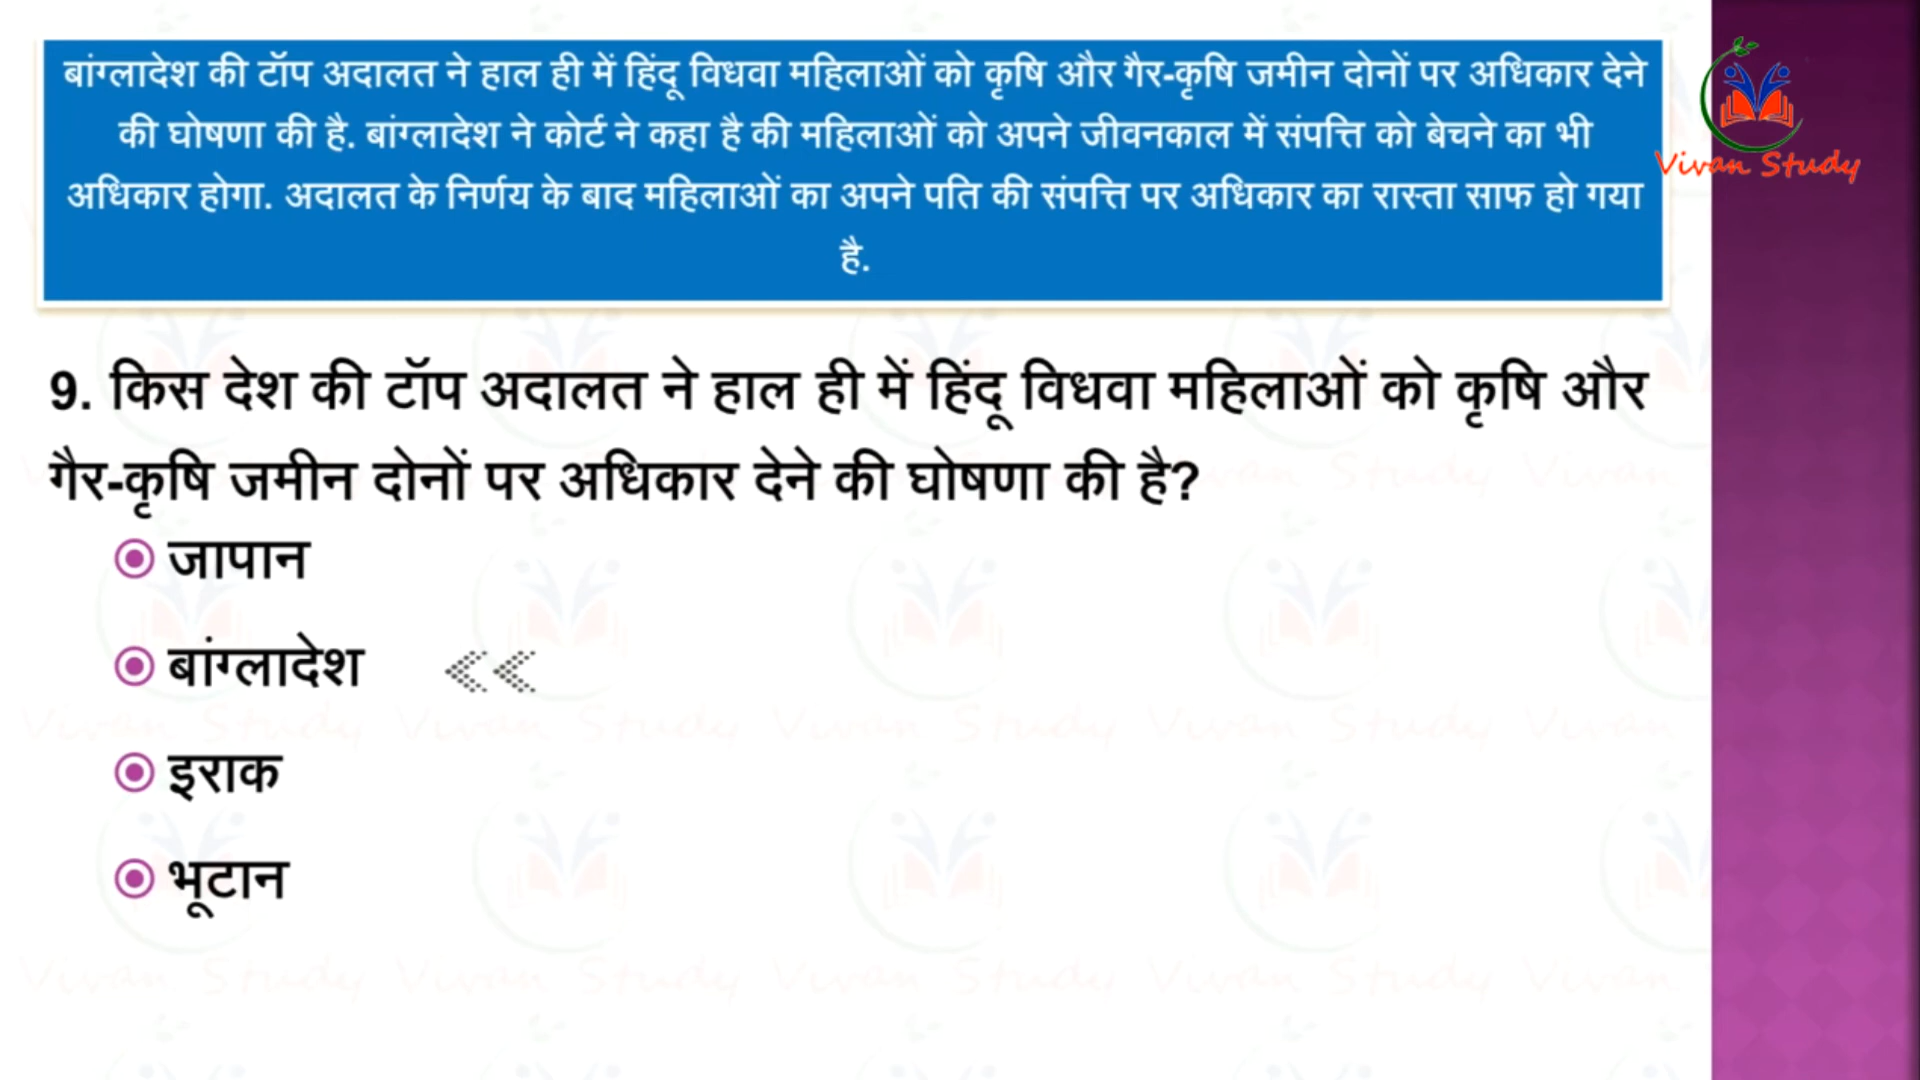 बांग्लादेश की टॉप अदालत ने हाल ही में हिंदू विधवा महिलाओं को कृषि और गैर-कृषि जमीन दोनों पर अधिकार देने
की घोषणा की है. बांग्लादेश ने कोर्ट ने कहा है की महिलाओं को अपने जीवनकाल में संपत्ति को बेचने का भी
अधिकार होगा. अदालत के निर्णय के बाद महिलाओं का अपने पति की संपत्ति पर अधिकार का रास्ता साफ हो गया
है.
Vivan Study
9. किस देश की टॉप अदालत ने हाल ही में हिंदू विधवा महिलाओं को कृषि और
गैर-कृषि जमीन दोनों पर अधिकार देने की घोषणा की है?
जापान
बांग्लादेश
इराक
भूटान